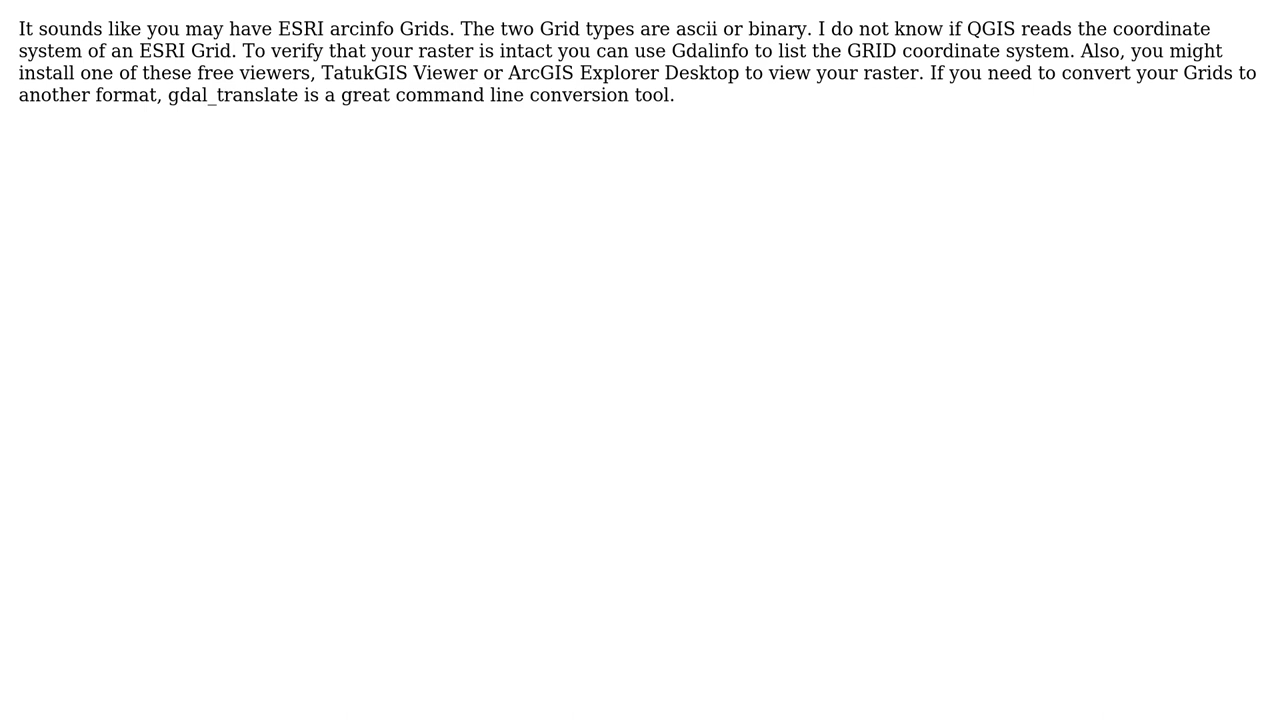 It sounds like you may have ESRI arcinfo Grids. The two Grid types are ascii or binary. I do not know if QGIS reads the coordinate
system of an ESRI Grid. To verify that your raster is intact you can use Gdalinfo to list the GRID coordinate system. Also, you might
install one of these free viewers, TatukGIS Viewer or ArcGIS Explorer Desktop to view your raster. If you need to convert your Grids to
another format, gdal_translate is a great command line conversion tool.